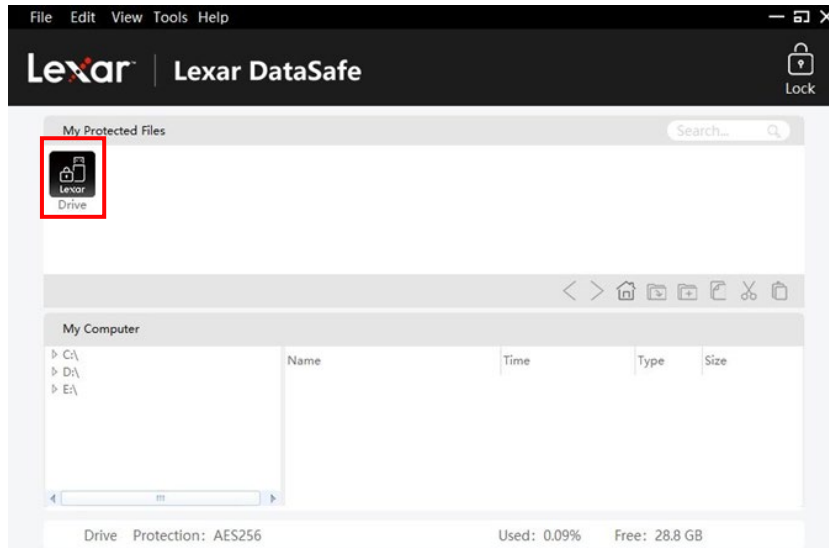 File Edit View Tools Help
Lexar Lexar DataSafe
Lock
My Protected Files Search...
Lexar
Drive
My Computer
Name Time Type Size
C:\
D:\
E:\
Drive Protection: AES256 Used: 0.09% Free: 28.8 GB